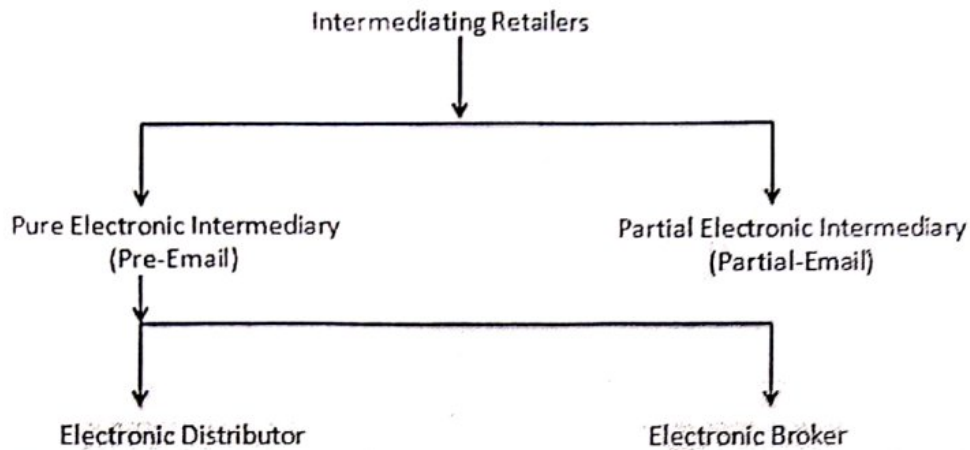 Intermediating Retailers
Pure Electronic Intermediary
(Pre-Email)
Partial Electronic Intermediary
(Partial-Email)
Electronic Distributor
Electronic Broker